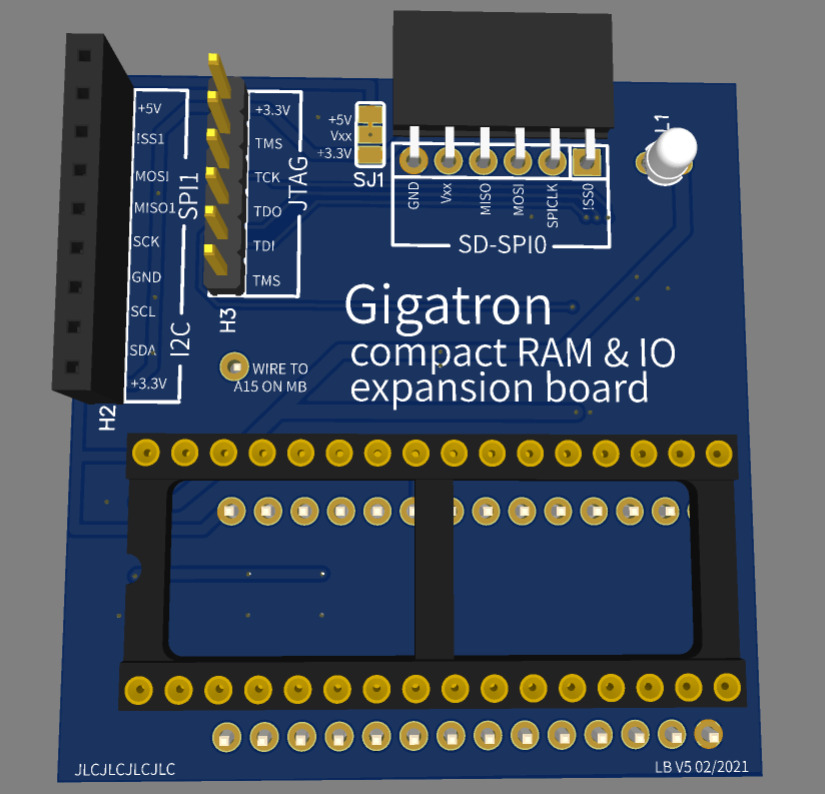 +5V
!SS1
MOSI
MISO1
SCK
GND
SCL
SDA
+3.3V
SPI1
I2C
H2
+3.3V
TMS
TCK
TDO
TDI
TMS
JTAG
H3
+5V
Vxx
+3.3V
SJ1
GND
Vxx
MISO
MOSI
SPICLK
!SS0
SD-SPI0
L1
WIRE TO
A15 ON MB
Gigatron
compact RAM & IO
expansion board
JLCJLCJLCJLC
LB V5 02/2021